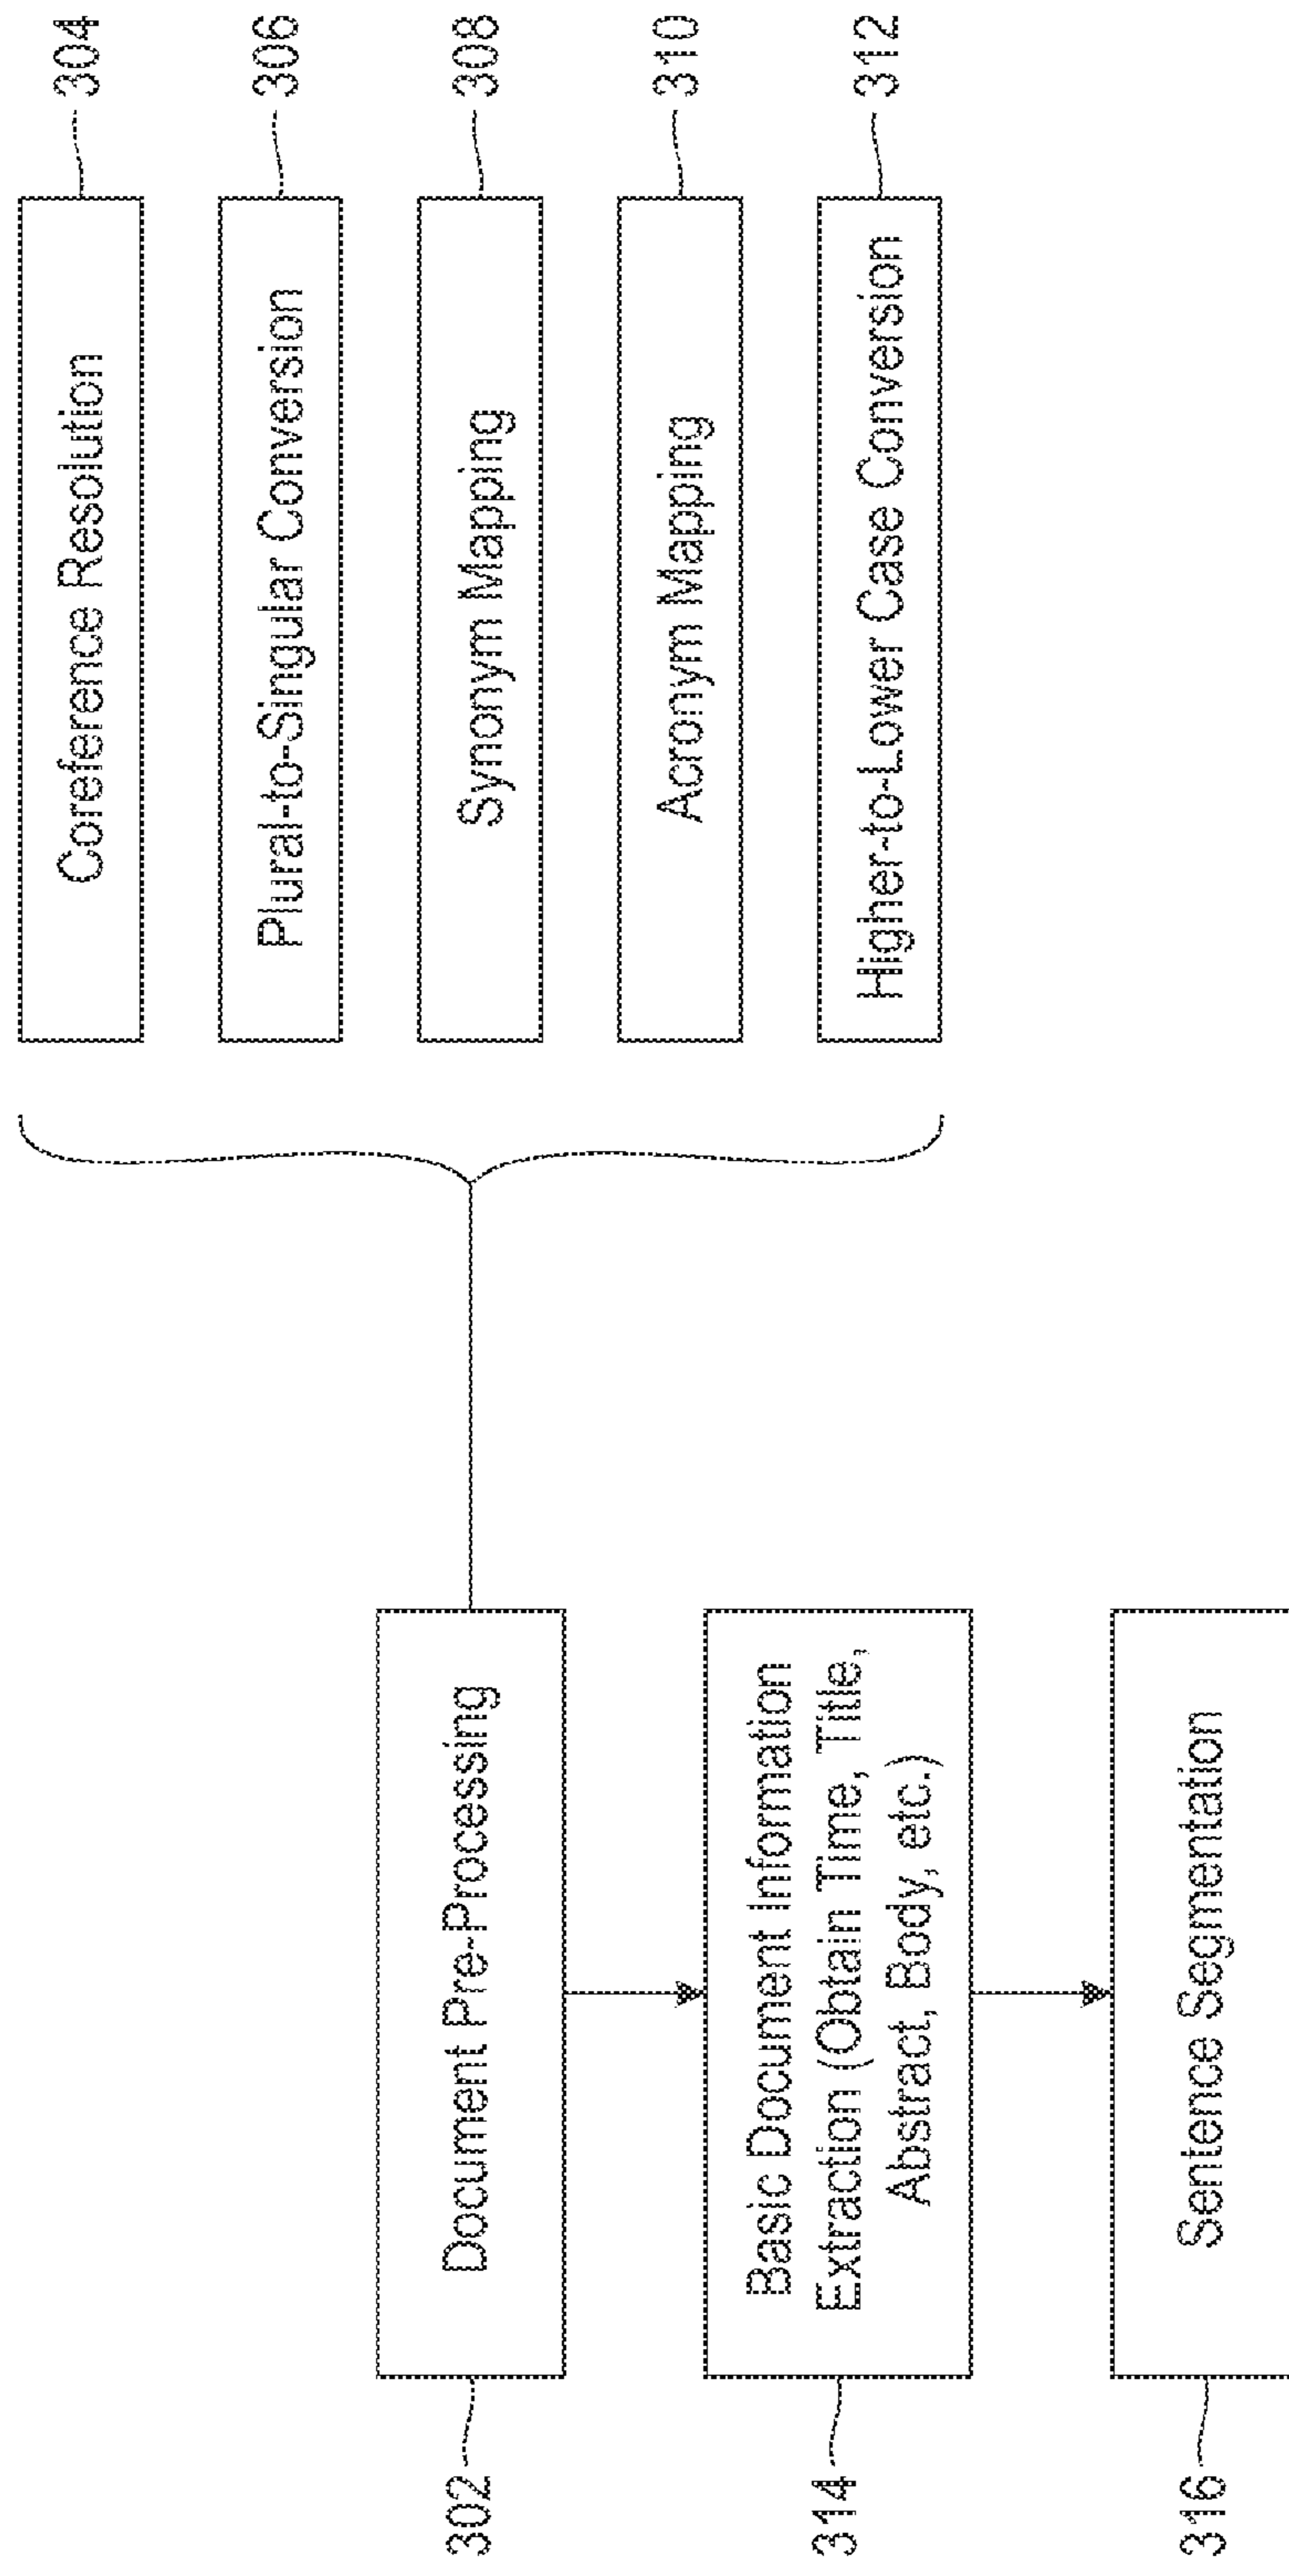 302
Document Pre-Processing
314
Basic Document Information
Extraction (Obtain Time, Title,
Abstract, Body, etc.)
316
Sentence Segmentation
Coreference Resolution
304
Plural-to-Singular Conversion
306
Synonym Mapping
308
Acronym Mapping
310
Higher-to-Lower Case Conversion
312